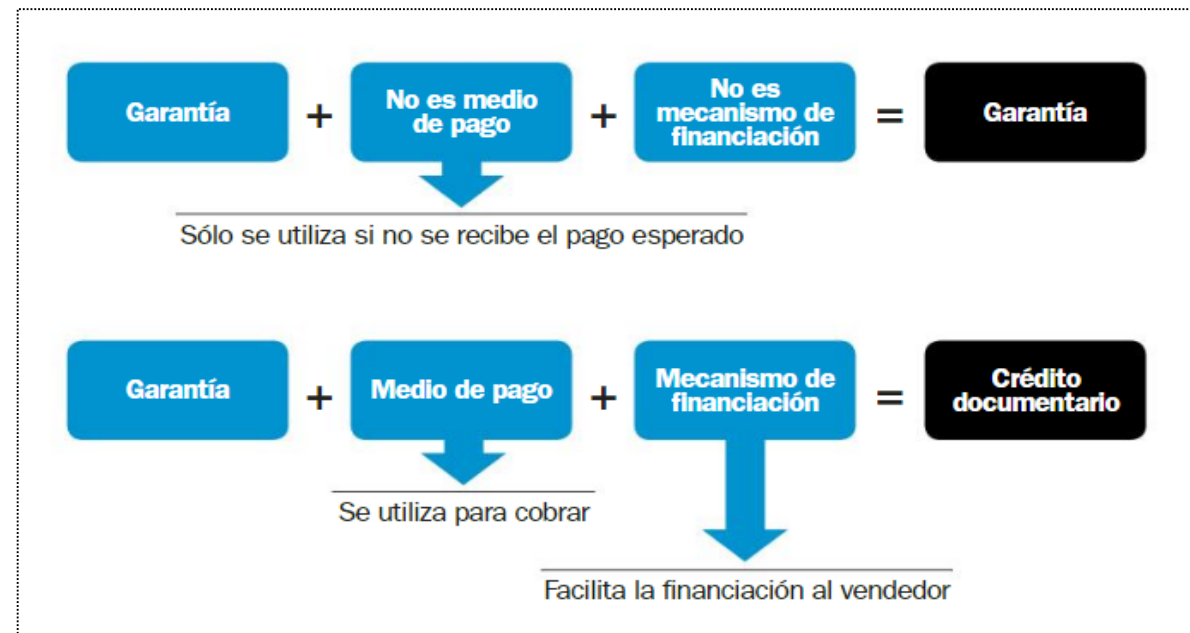 Garantía + No es medio de pago + No es mecanismo de financiación = Garantía
Sólo se utiliza si no se recibe el pago esperado
Garantía + Medio de pago + Mecanismo de financiación = Crédito documentario
Se utiliza para cobrar
Facilita la financiación al vendedor